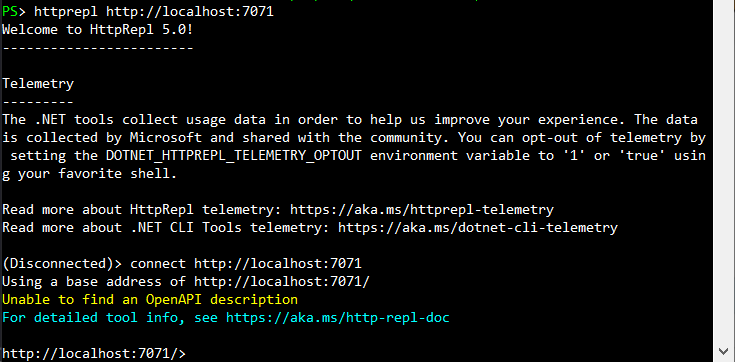 PS> httprepl http://localhost:7071
Welcome to HttpRepl 5.0!
------------------------
Telemetry
---------
The .NET tools collect usage data in order to help us improve your experience. The data
is collected by Microsoft and shared with the community. You can opt-out of telemetry by
setting the DOTNET_HTTPREPL_TELEMETRY_OPTOUT environment variable to '1' or 'true' usin
g your favorite shell.
Read more about HttpRepl telemetry: https://aka.ms/httprepl-telemetry
Read more about .NET CLI Tools telemetry: https://aka.ms/dotnet-cli-telemetry
(Disconnected)> connect http://localhost:7071
Using a base address of http://localhost:7071/
Unable to find an OpenAPI description
For detailed tool info, see https://aka.ms/http-repl-doc
http://localhost:7071/>